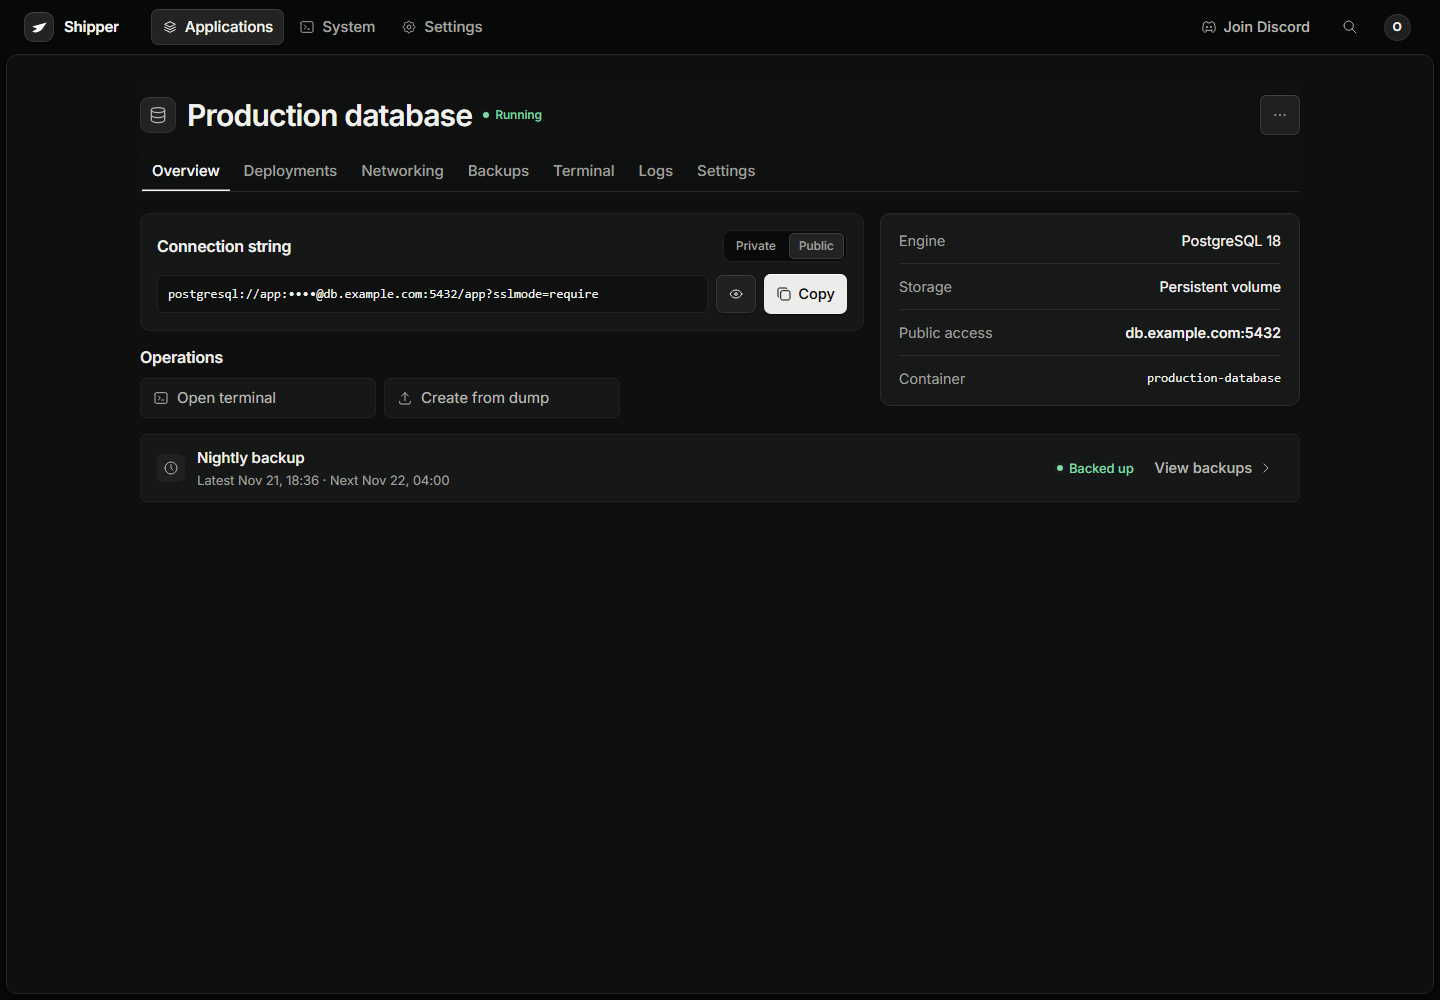 Shipper
Applications
System
Settings
Join Discord
O
Production database
Running
...
Overview
Deployments
Networking
Backups
Terminal
Logs
Settings
Connection string
Private
Public
postgresql://app:••••@db.example.com:5432/app?sslmode=require
Copy
Engine
PostgreSQL 18
Storage
Persistent volume
Public access
db.example.com:5432
Container
production-database
Operations
Open terminal
Create from dump
Nightly backup
Latest Nov 21, 18:36 · Next Nov 22, 04:00
Backed up
View backups